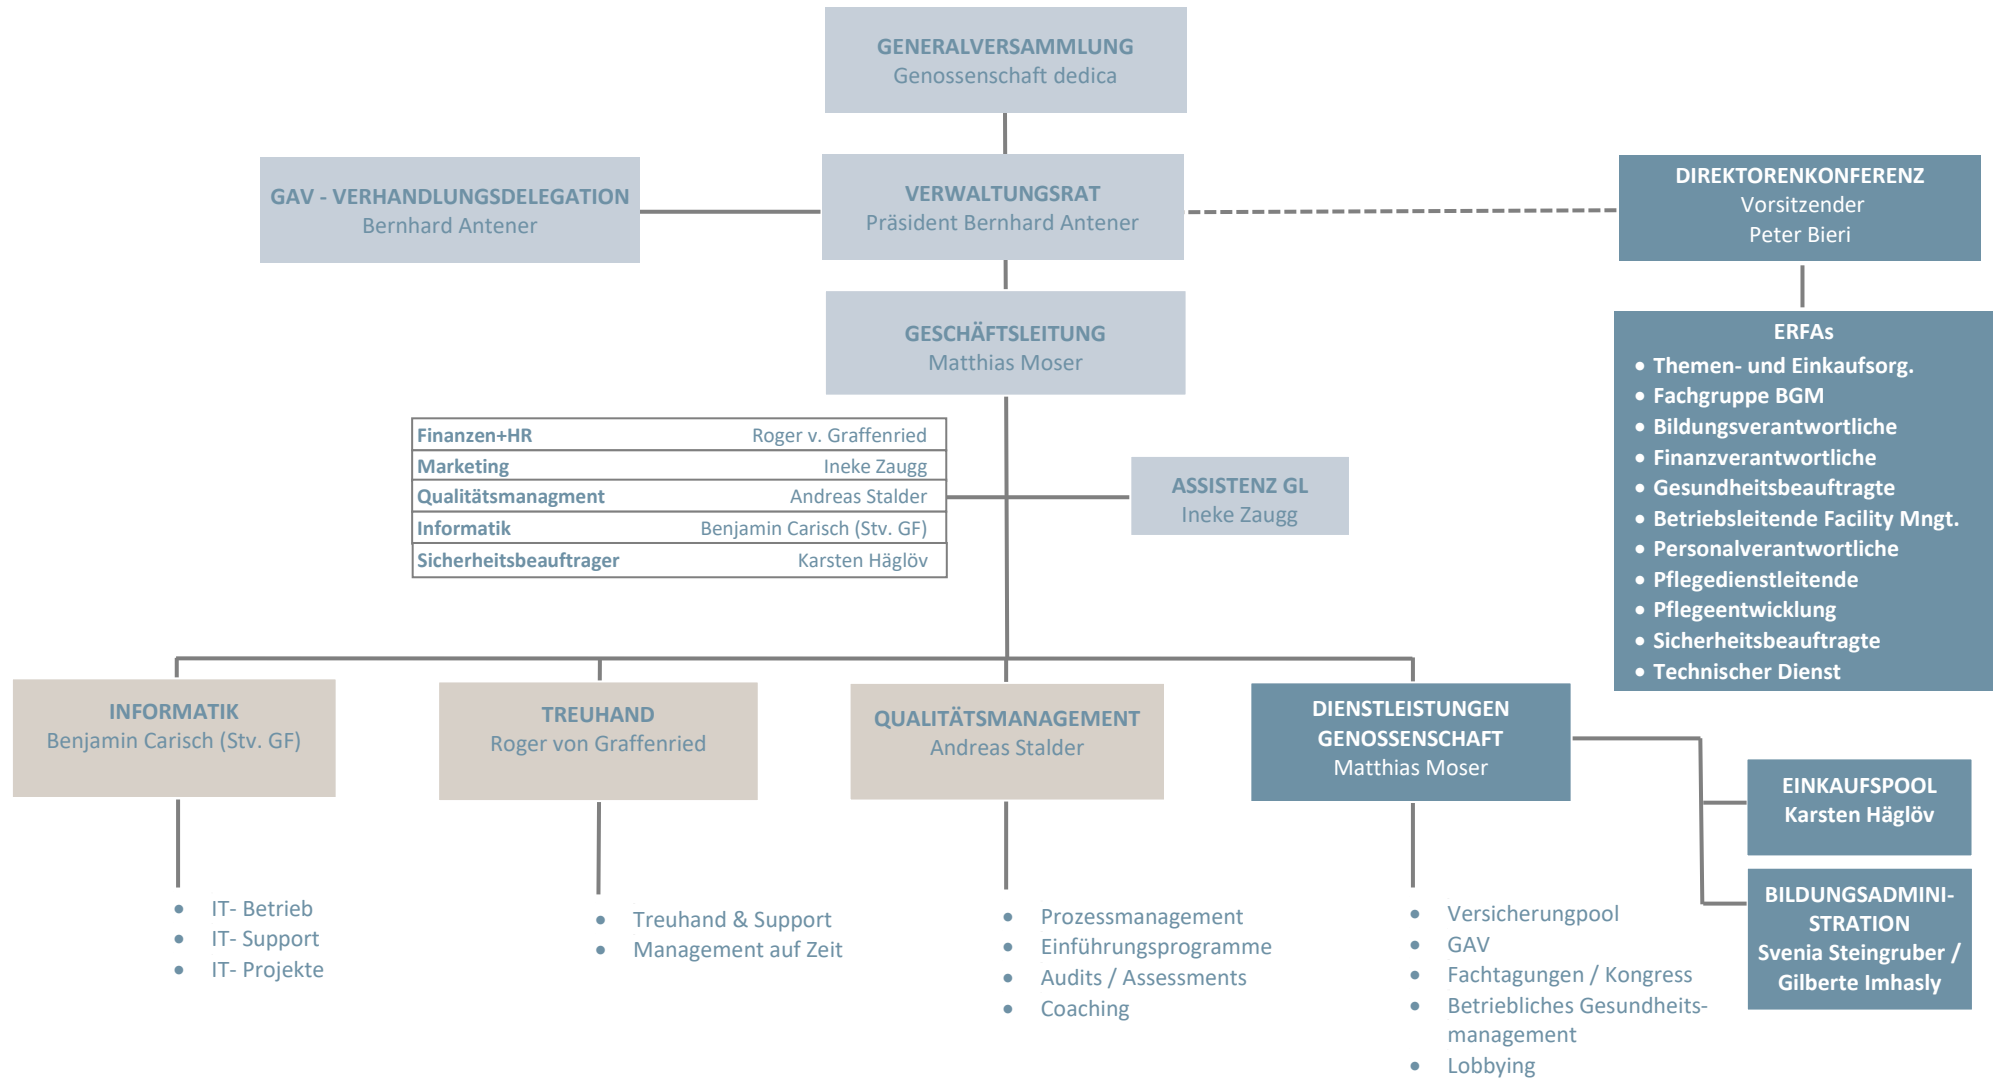 GENERALVERSAMMLUNG
Genossenschaft dedica
GAV - VERHANDLUNGSDELEGATION
Bernhard Antener
VERWALTUNGSRAT
Präsident Bernhard Antener
DIREKTORENKONFERENZ
Vorsitzender
Peter Bieri
GESCHÄFTSLEITUNG
Matthias Moser
ERFAs
• Themen- und Einkaufsorg.
• Fachgruppe BGM
• Bildungsverantwortliche
• Finanzverantwortliche
• Gesundheitsbeauftragte
• Betriebsleitende Facility Mngt.
• Personalverantwortliche
• Pflegedienstleitende
• Pflegeentwicklung
• Sicherheitsbeauftragte
• Technischer Dienst
Finanzen+HR Roger v. Graffenried
Marketing Ineke Zaugg
Qualitätsmanagment Andreas Stalder
Informatik Benjamin Carisch (Stv. GF)
Sicherheitsbeauftrager Karsten Häglöv
ASSISTENZ GL
Ineke Zaugg
INFORMATIK
Benjamin Carisch (Stv. GF)
TREUHAND
Roger von Graffenried
QUALITÄTSMANAGEMENT
Andreas Stalder
DIENSTLEISTUNGEN
GENOSSENSCHAFT
Matthias Moser
EINKAUFSPOOL
Karsten Häglöv
BILDUNGSADMINI-
STRATION
Svenia Steingruber /
Gilberte Imhasly
• IT- Betrieb
• IT- Support
• IT- Projekte
• Treuhand & Support
• Management auf Zeit
• Prozessmanagement
• Einführungsprogramme
• Audits / Assessments
• Coaching
• Versicherungpool
• GAV
• Fachtagungen / Kongress
• Betriebliches Gesundheits-
management
• Lobbying